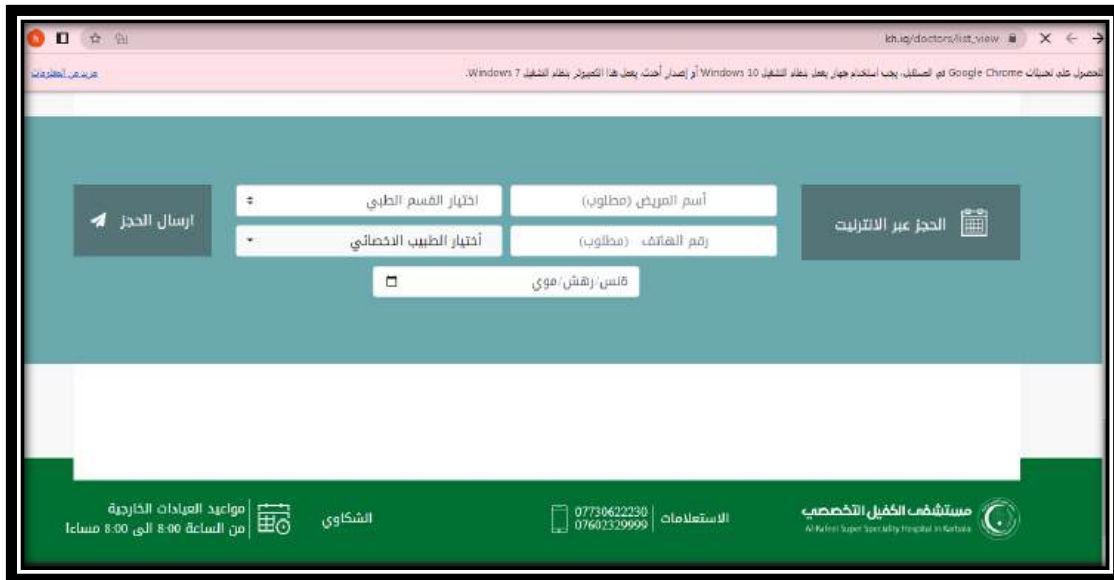 kh.iq/doctors/list_view
للحصول على تحديثات Google Chrome في المستقبل، يجب استخدام جهاز يعمل بنظام التشغيل Windows 10 أو إصدار أحدث. يعمل هذا الكمبيوتر بنظام التشغيل Windows 7.
مزيد من المعلومات
الحجز عبر الانترنيت
أسم المريض (مطلوب)
اختيار القسم الطبي
رقم الهاتف (مطلوب)
أختيار الطبيب الاخصائي
ةنس/رهش/موي
ارسال الحجز
مستشفى الكفيل التخصصي
Al-Kafeel Super Speciality Hospital in Karbala
الاستعلامات
07730622230
07602329999
الشكاوي
مواعيد العيادات الخارجية
من الساعة 8:00 الى 8:00 مساءا